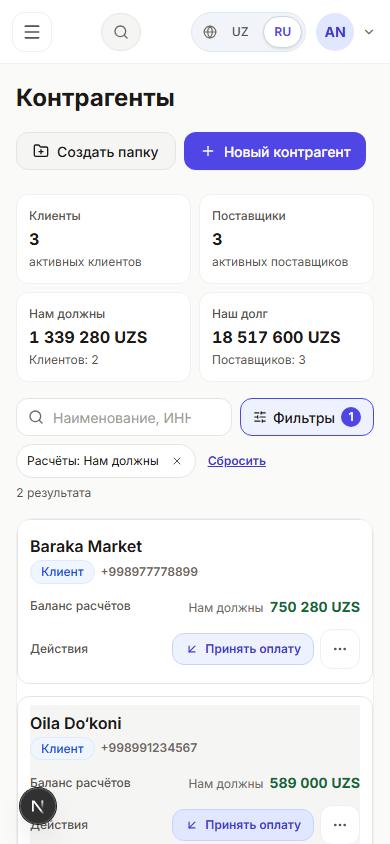 UZ RU AN
Контрагенты
Создать папку
Новый контрагент
Клиенты
3
активных клиентов
Поставщики
3
активных поставщиков
Нам должны
1 339 280 UZS
Клиентов: 2
Наш долг
18 517 600 UZS
Поставщиков: 3
Наименование, ИНН
Фильтры 1
Расчёты: Нам должны ×
Сбросить
2 результата
Baraka Market
Клиент +998977778899
Баланс расчётов Нам должны 750 280 UZS
Действия Принять оплату ...
Oila Do‘koni
Клиент +998991234567
Баланс расчётов Нам должны 589 000 UZS
N
Действия Принять оплату ...